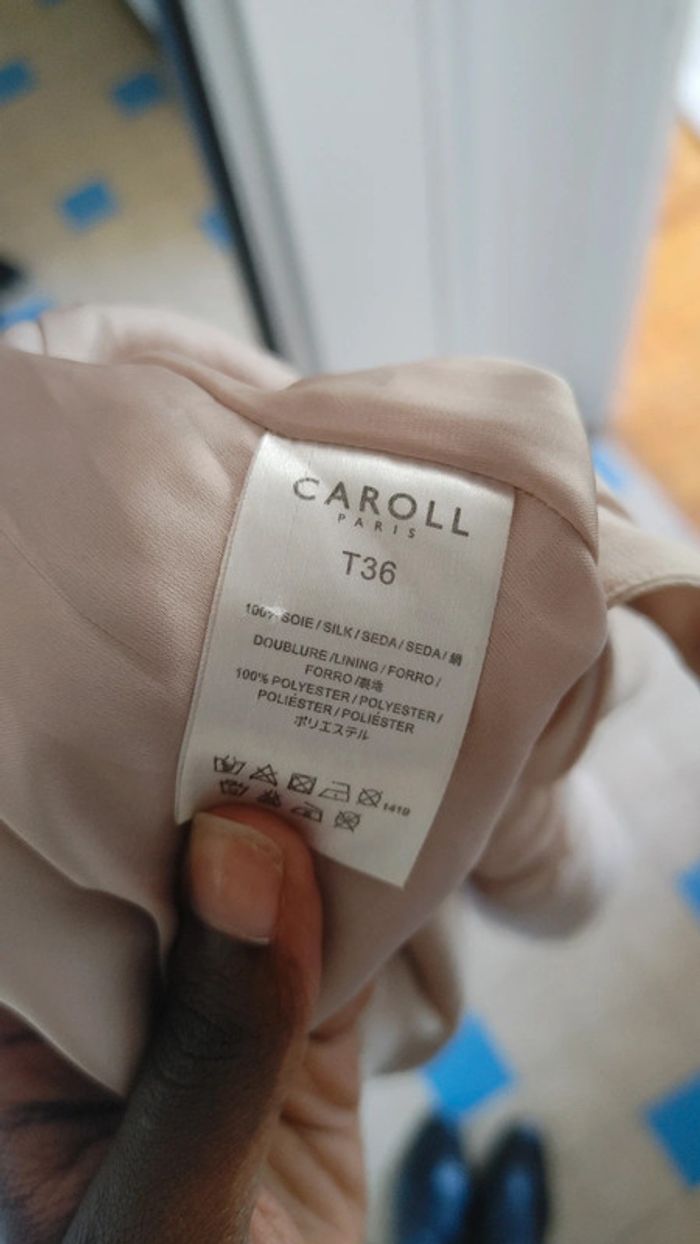 CAROLL
PARIS
T36
100% SOIE / SILK / SEDA / SEDA / 絹
DOUBLURE /LINING / FORRO /
FORRO /裏地
100% POLYESTER / POLYESTER /
POLIÉSTER / POLIÉSTER
ポリエステル
1419